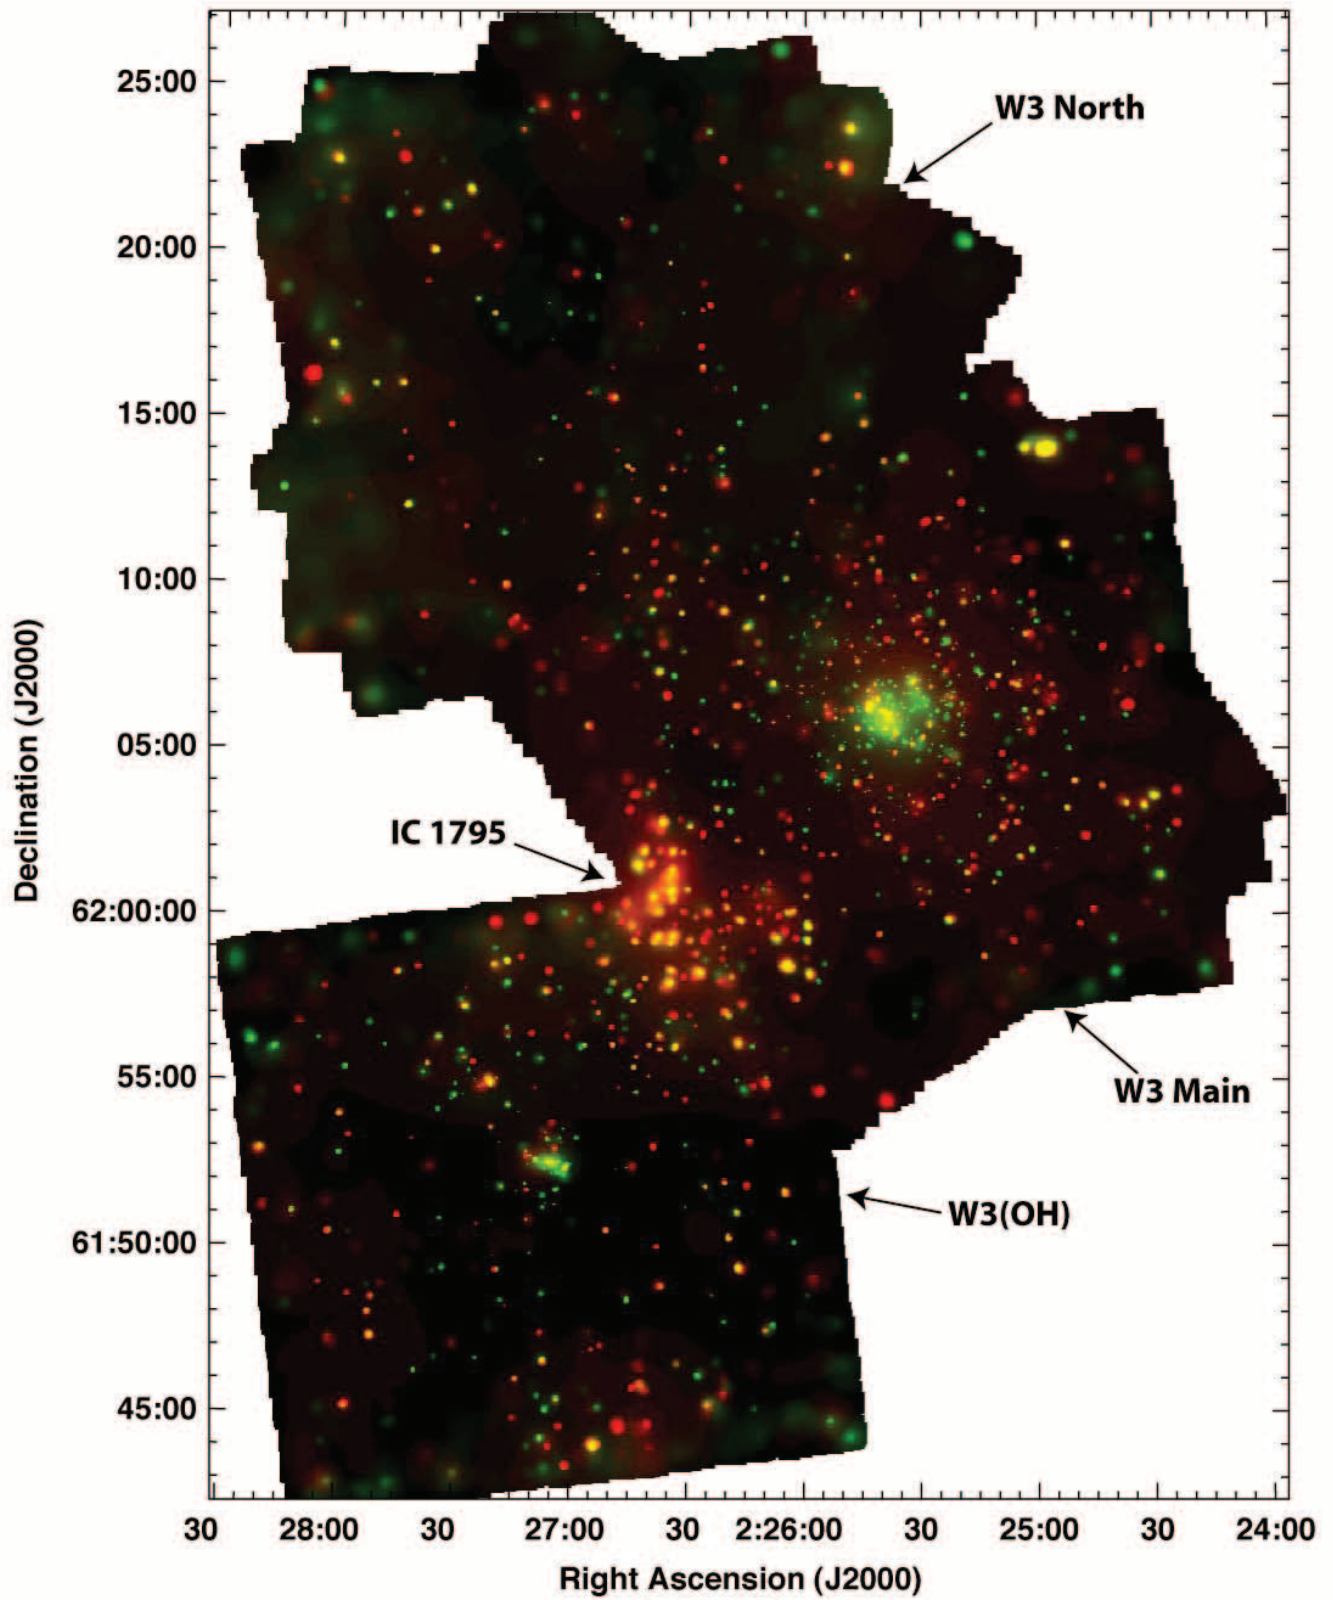 25:00
W3 North
20:00
15:00
10:00
05:00
IC 1795
62:00:00
55:00
W3 Main
W3(OH)
61:50:00
45:00
Declination (J2000)
30 28:00 30 27:00 30 2:26:00 30 25:00 30 24:00
Right Ascension (J2000)